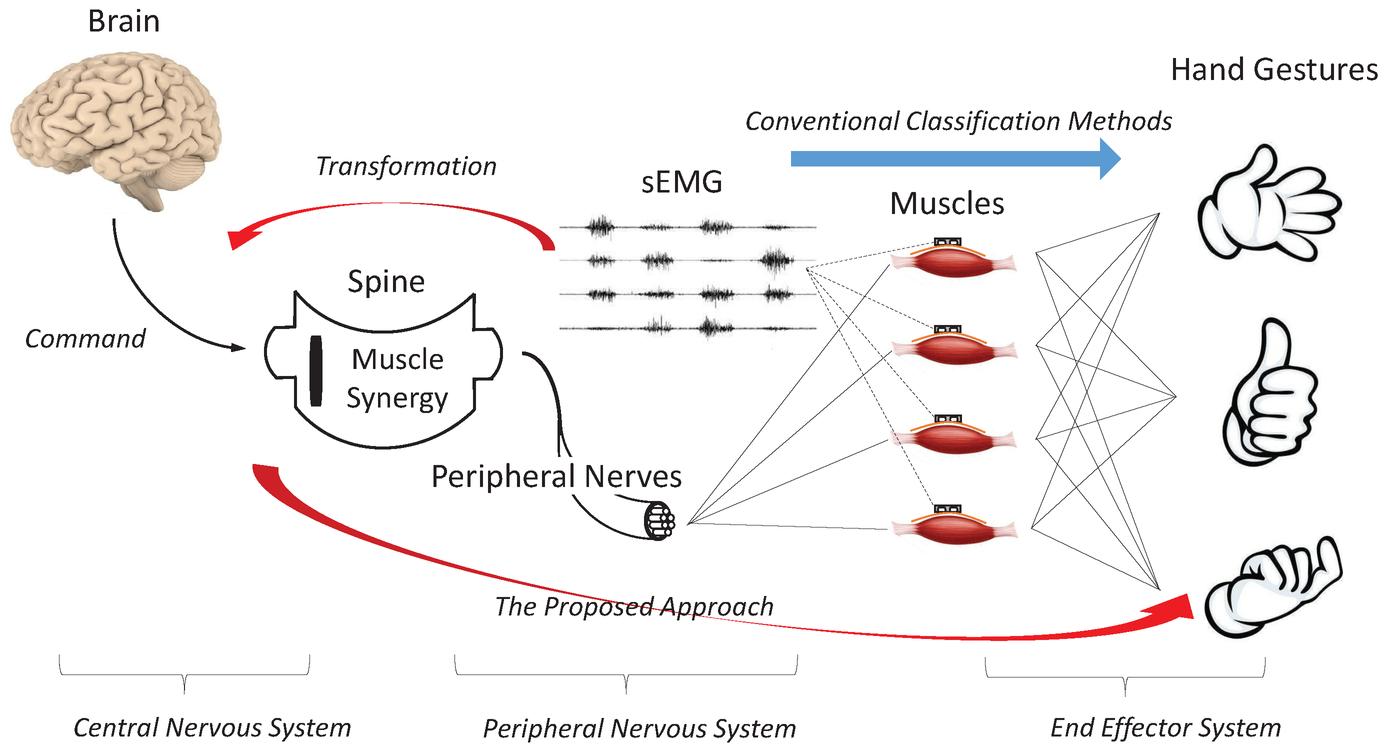 Brain
Hand Gestures
Conventional Classification Methods
Transformation
sEMG
Muscles
Spine
Command
Muscle
Synergy
Peripheral Nerves
The Proposed Approach
Central Nervous System
Peripheral Nervous System
End Effector System